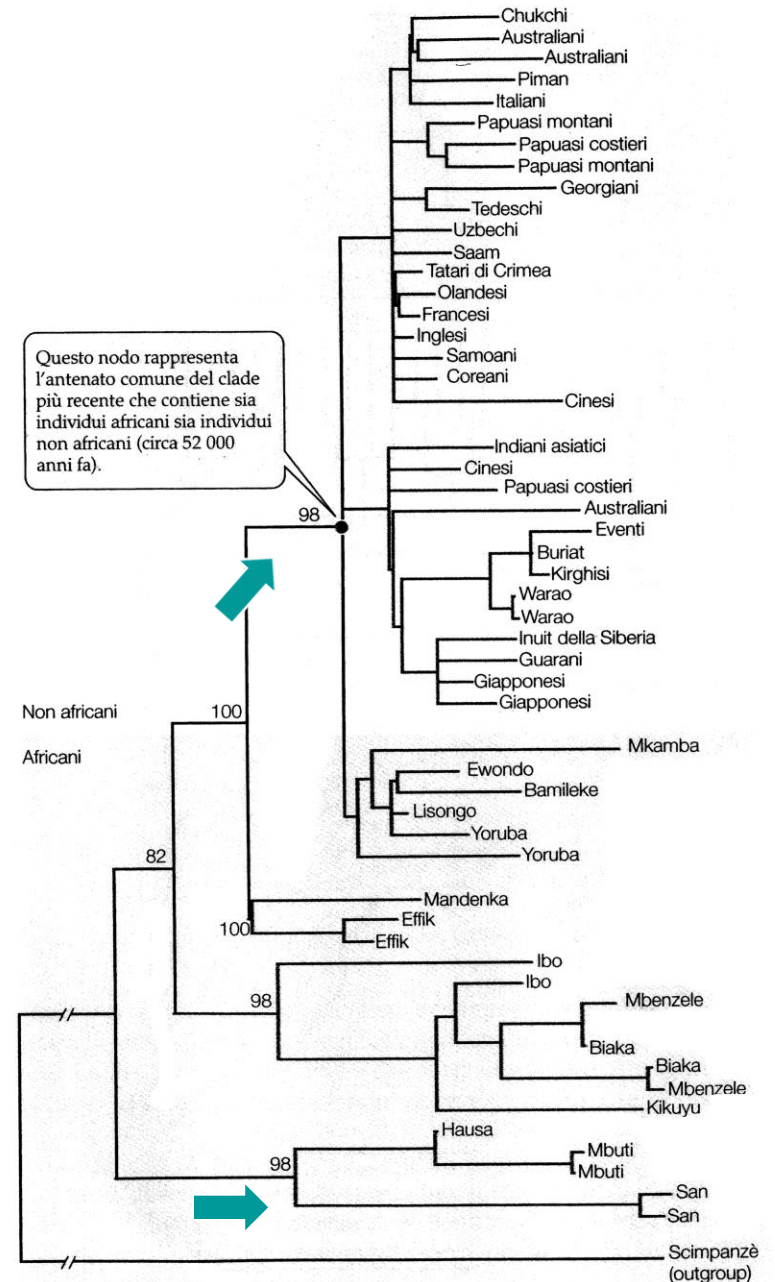 Chukchi
Australiani
Australiani
Piman
Italiani
Papuasi montani
Papuasi costieri
Papuasi montani
Georgiani
Tedeschi
Uzbechi
Saam
Tatari di Crimea
Olandesi
Francesi
Inglesi
Samoani
Coreani
Cinesi
Questo nodo rappresenta
l'antenato comune del clade
più recente che contiene sia
individui africani sia individui
non africani (circa 52 000
anni fa).
Indiani asiatici
Cinesi
Papuasi costieri
Australiani
98
Eventi
Buriat
Kirghisi
Warao
Warao
Inuit della Siberia
Guarani
Giapponesi
Giapponesi
Non africani
100
Africani
Mkamba
Ewondo
Bamileke
Lisongo
Yoruba
Yoruba
82
Mandenka
Effik
100
Effik
Ibo
Ibo
98
Mbenzele
Biaka
Biaka
Mbenzele
Kikuyu
Hausa
Mbuti
98
Mbuti
San
San
Scimpanzè
(outgroup)